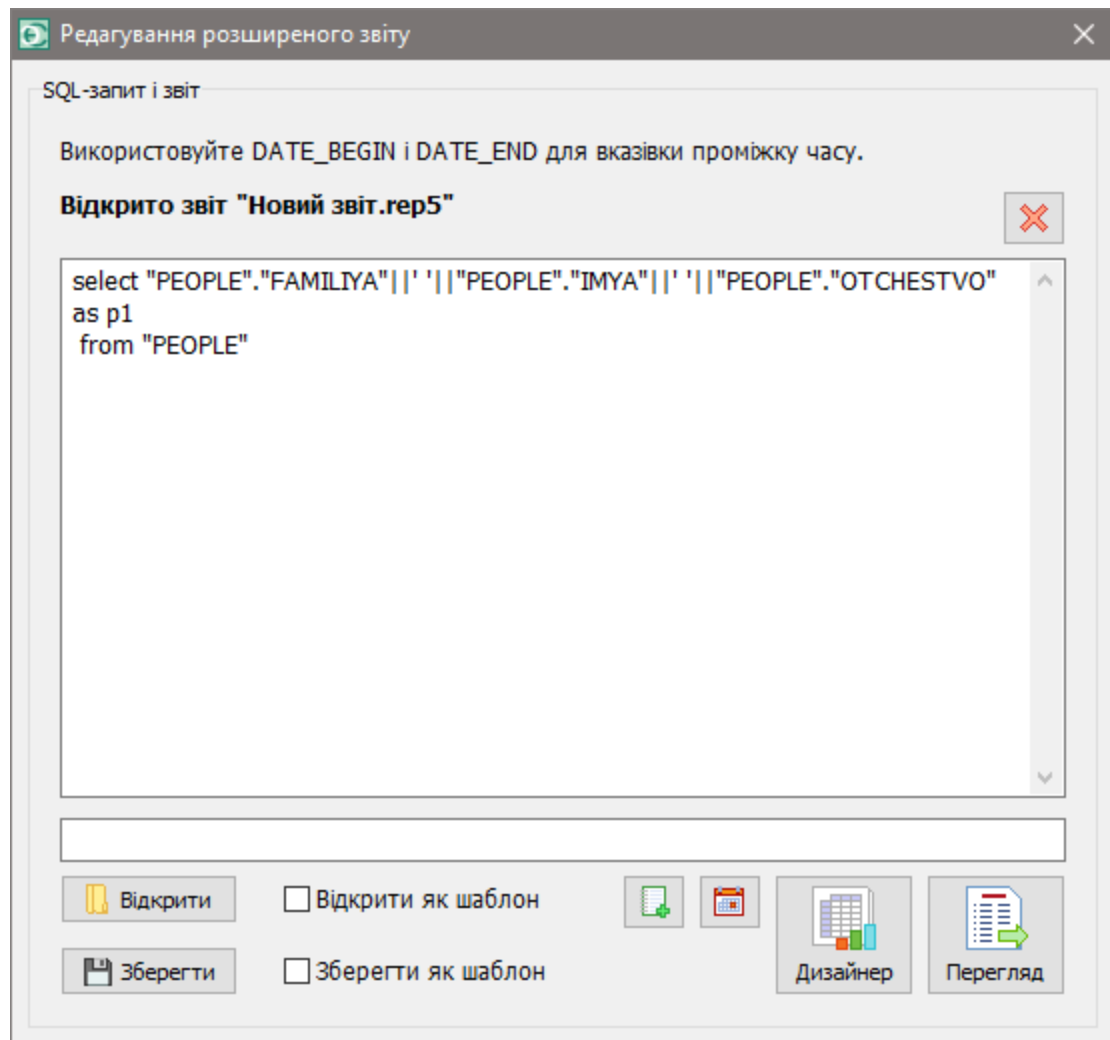 Редагування розширеного звіту
SQL-запит і звіт
Використовуйте DATE_BEGIN і DATE_END для вказівки проміжку часу.
Відкрито звіт "Новий звіт.rep5"
select "PEOPLE"."FAMILIYA"||' '||"PEOPLE"."IMYA"||' '||"PEOPLE"."OTCHESTVO"
as p1
from "PEOPLE"
Відкрити
Відкрити як шаблон
Зберегти
Зберегти як шаблон
Дизайнер
Перегляд